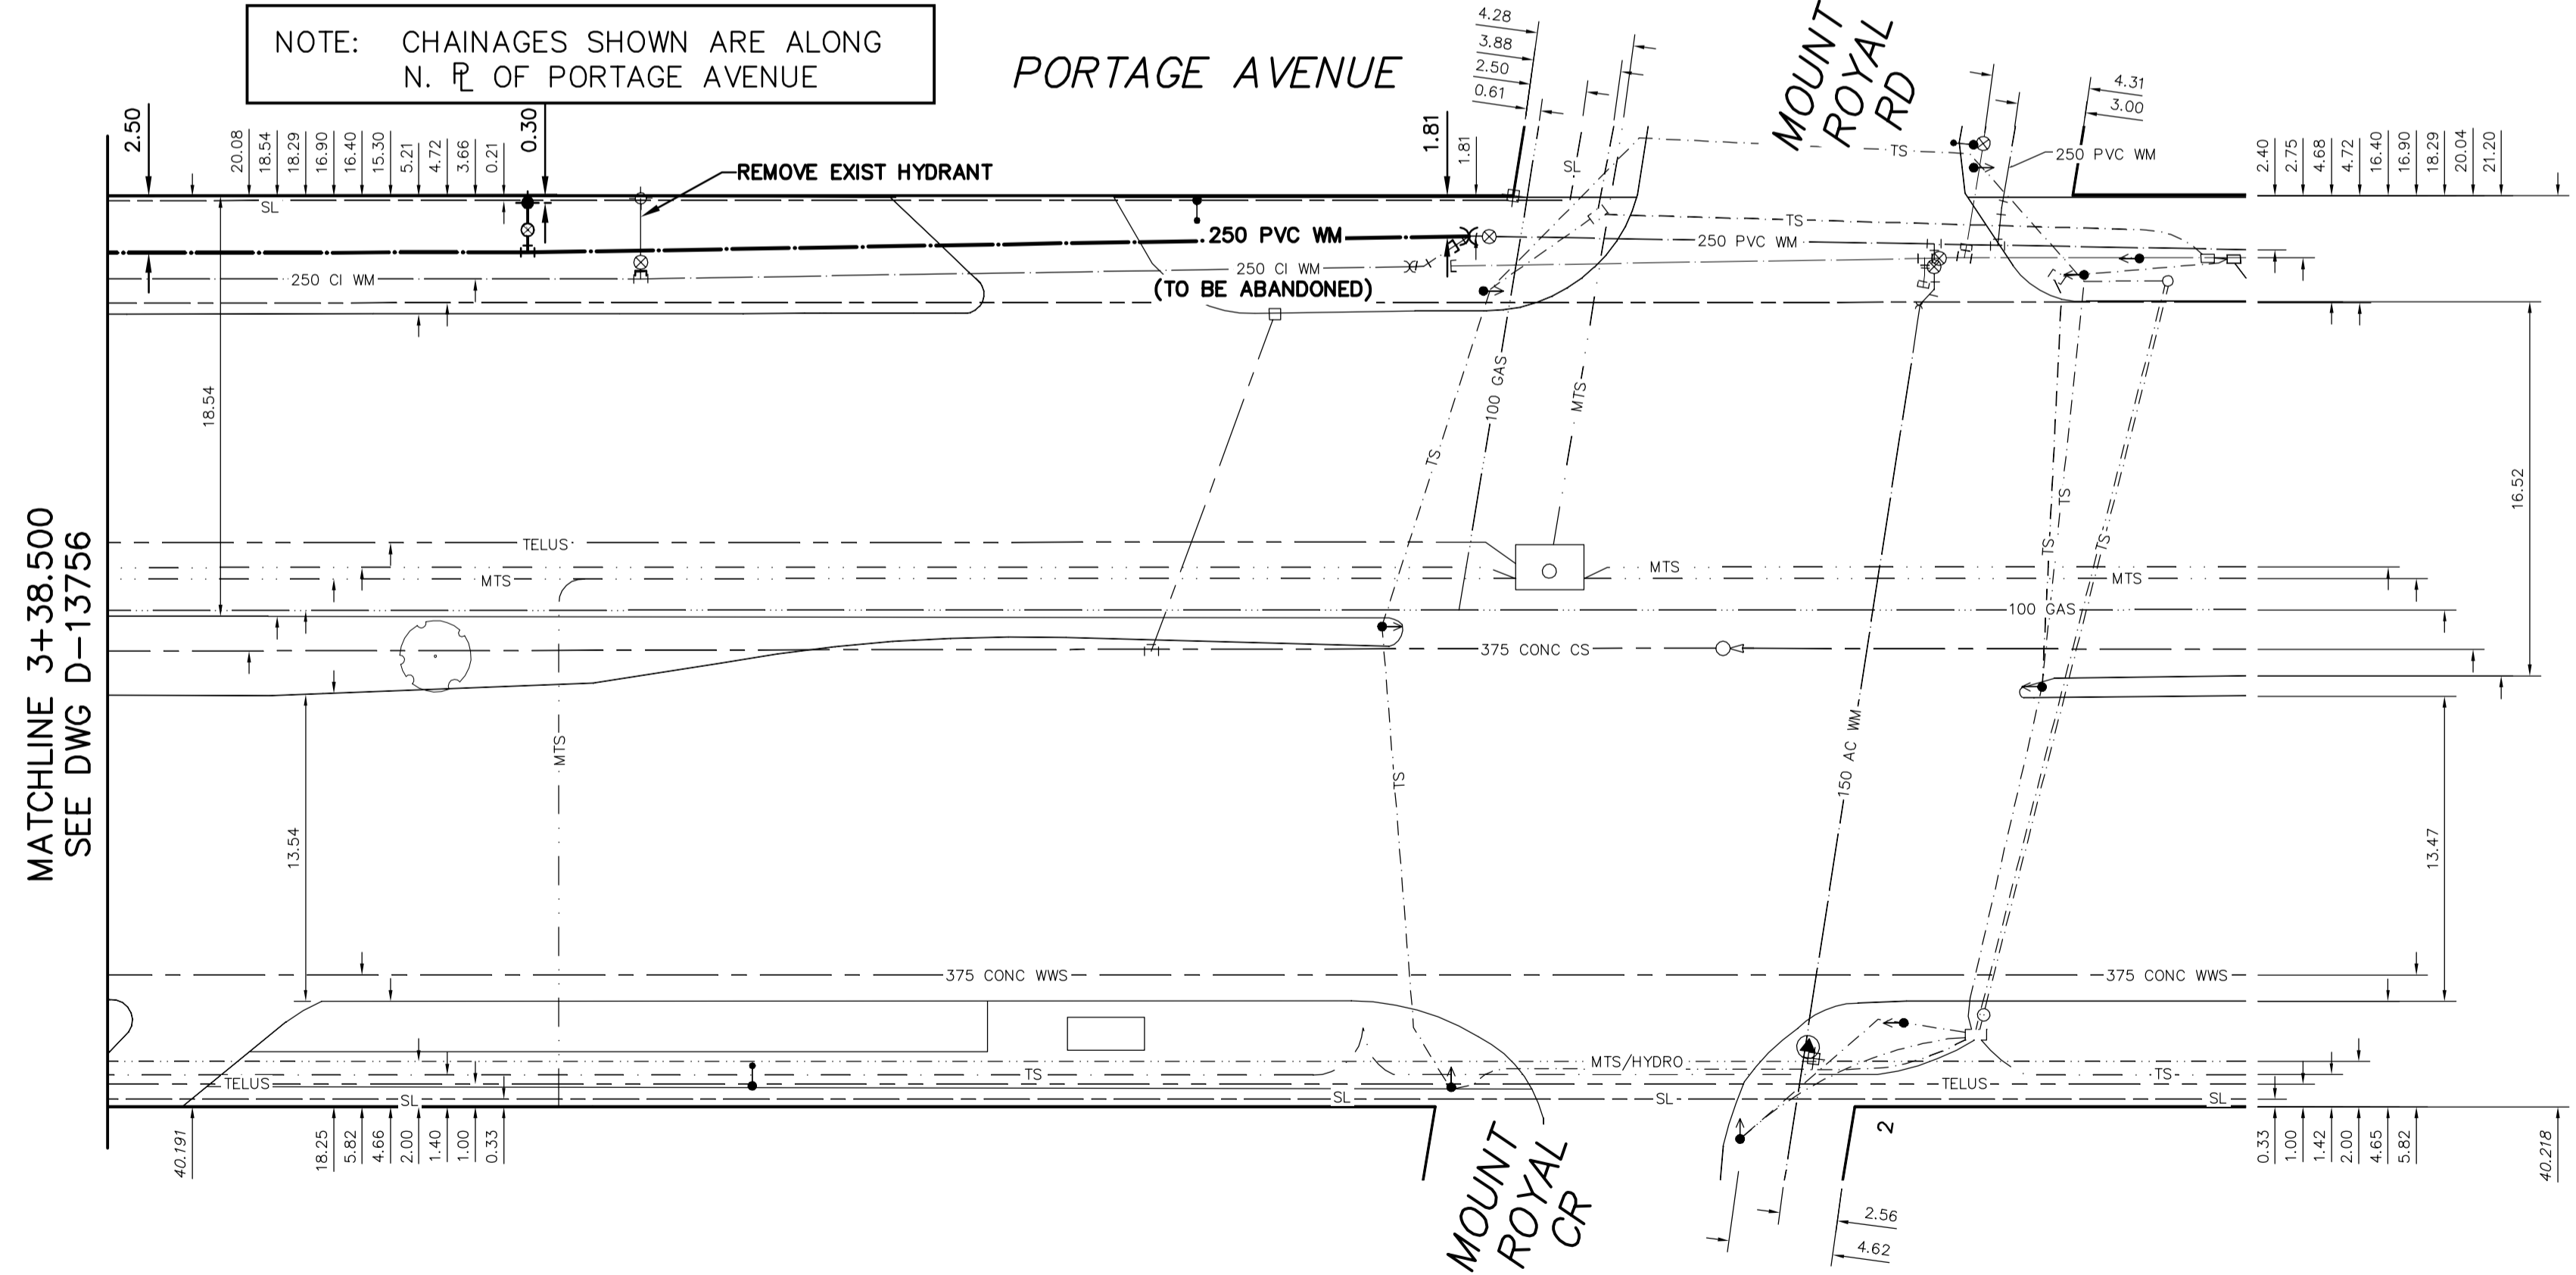 NOTE: CHAINAGES SHOWN ARE ALONG
N. ⅊ OF PORTAGE AVENUE
PORTAGE AVENUE
MOUNT
ROYAL
RD
4.28
3.88
2.50
0.61
4.31
3.00
2.50
20.08
18.54
18.29
16.90
16.40
15.30
5.21
4.72
3.66
0.21
0.30
REMOVE EXIST HYDRANT
1.81
1.81
SL
TS
250 PVC WM
2.40
2.75
4.68
4.72
16.40
16.90
18.29
20.04
21.20
SL
TS
250 PVC WM
250 PVC WM
250 CI WM
250 CI WM
(TO BE ABANDONED)
E
18.54
100 GAS
MTS
TS
TS
TS
TS
16.52
MATCHLINE 3+38.500
SEE DWG D-13756
TELUS
MTS
MTS
MTS
100 GAS
375 CONC CS
MTS
TS
150 AC WM
13.54
13.47
375 CONC WWS
375 CONC WWS
MTS/HYDRO
TS
TS
TELUS
TELUS
SL
SL
SL
SL
40.191
18.25
5.82
4.66
2.00
1.40
1.00
0.33
MOUNT
ROYAL
CR
2
2.56
4.62
0.33
1.00
1.42
2.00
4.65
5.82
40.218